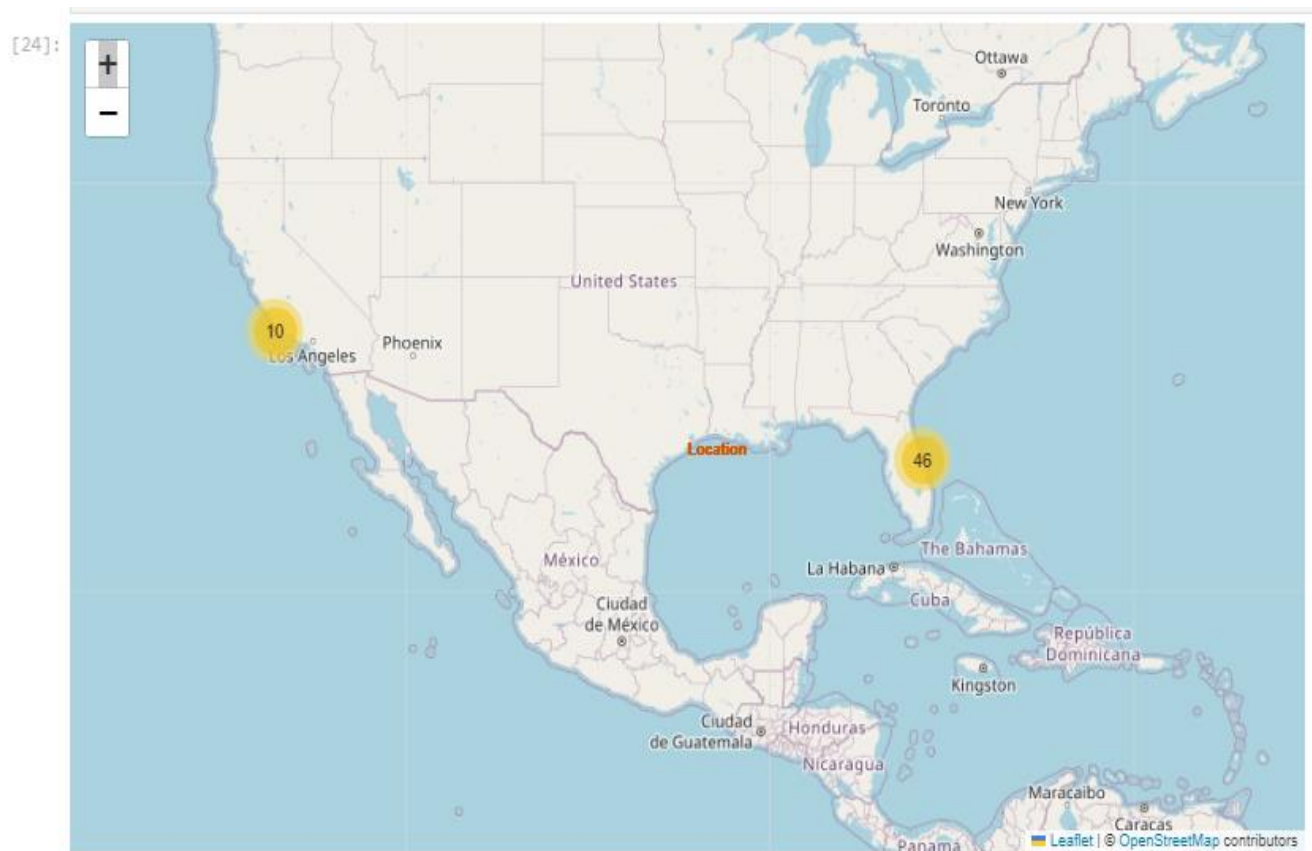 [24]:
+
−
Ottawa
Toronto
New York
Washington
United States
10
Los Angeles
Phoenix
Location
46
The Bahamas
La Habana
México
Cuba
Ciudad
de México
República
Dominicana
Kingston
Ciudad
de Guatemala
Honduras
Nicaragua
Maracaibo
Caracas
Panamá
Leaflet | © OpenStreetMap contributors